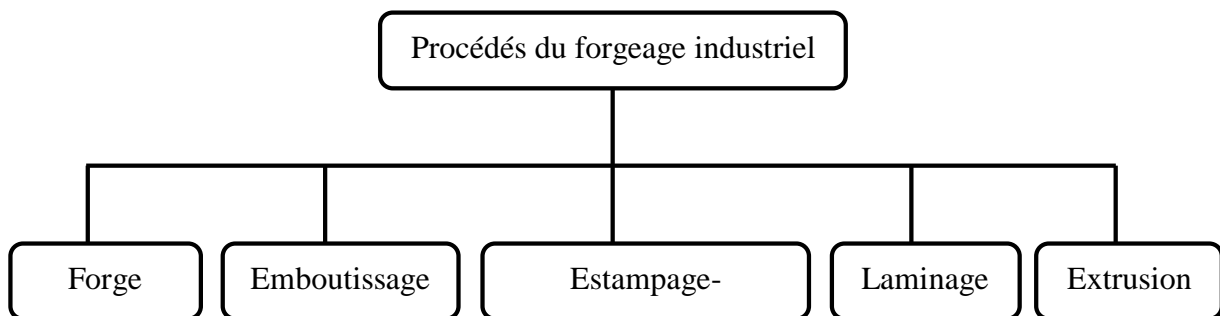 Procédés du forgeage industriel
Forge
Emboutissage
Estampage-
Laminage
Extrusion